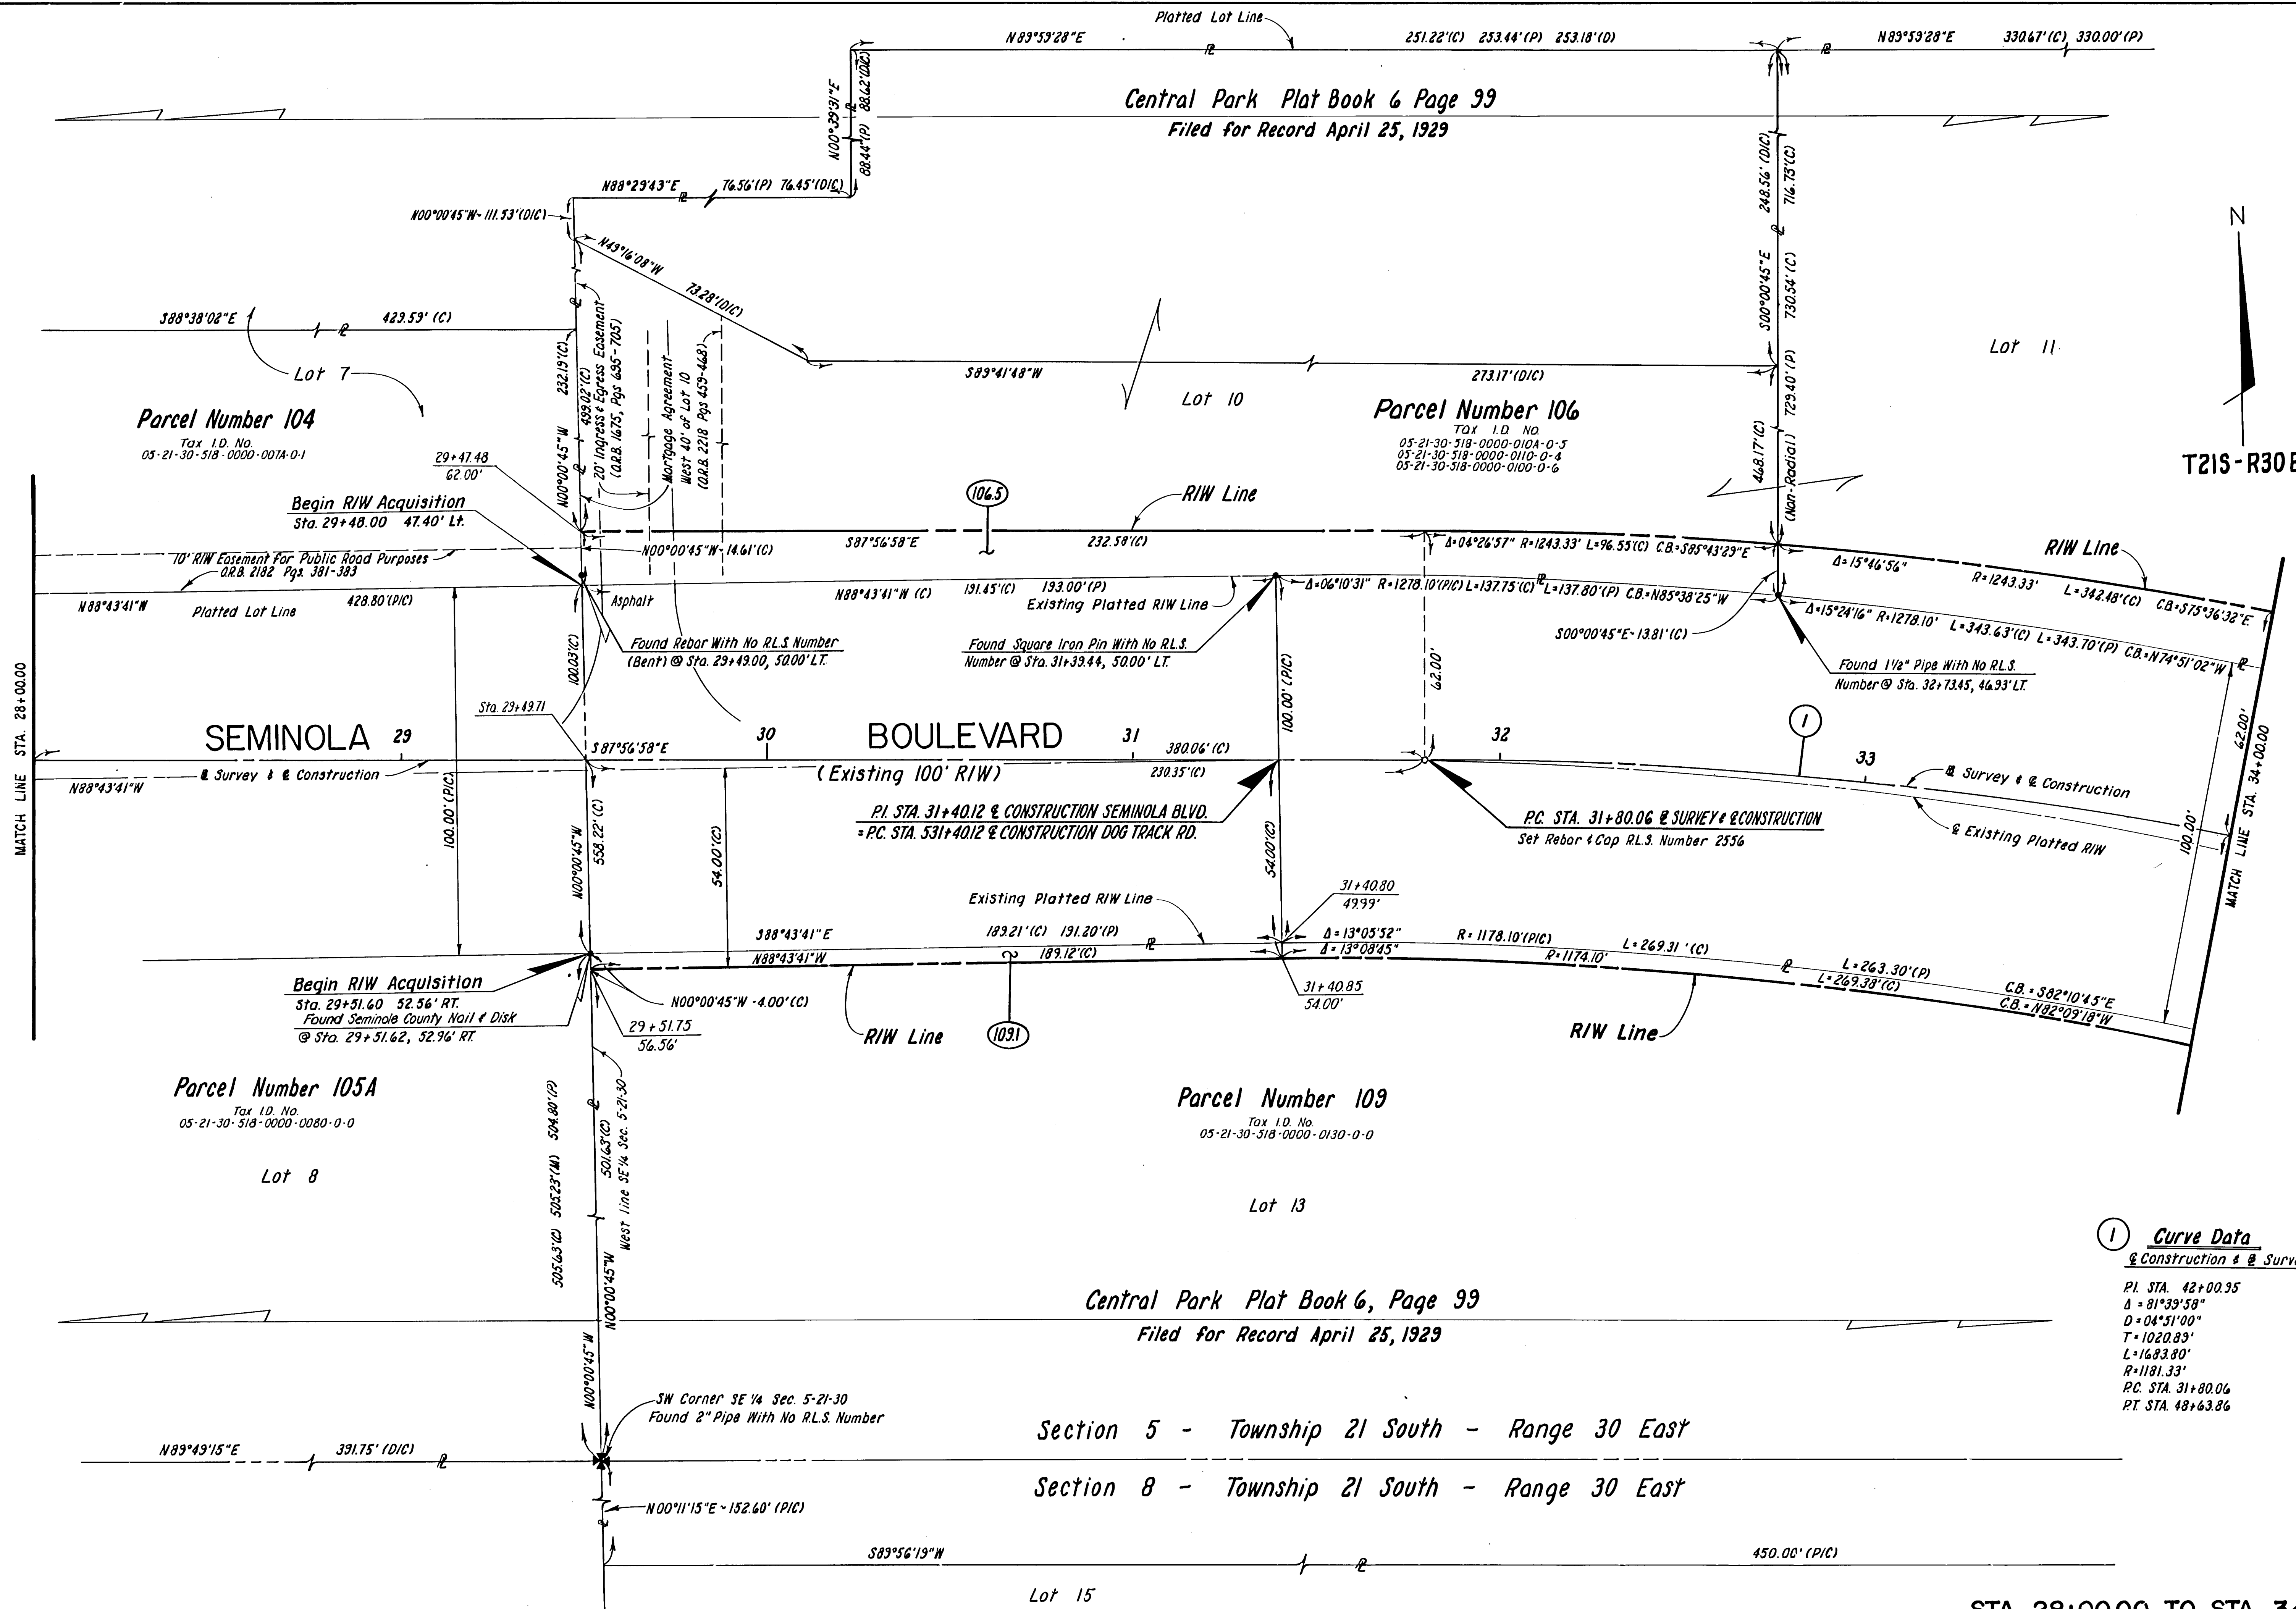 Platted Lot Line
N89°59'28"E 251.22'(C) 253.44'(P) 253.18'(D)
N89°59'28"E 330.67'(C) 330.00'(P)
N00°39'31"E
88.44'(P) 88.62'(D/C)
Central Park Plat Book 6 Page 99
Filed for Record April 25, 1929
N88°29'43"E 76.56'(P) 76.45'(D/C)
N00°00'45"W-111.53'(D/C)
N49°16'08"W
73.28'(D/C)
248.56' (D/C)
716.73'(C)
S00°00'45"E
730.54' (C)
(Non-Radial) 729.40' (P)
468.17'(C)
N
T21S-R30E
S88°38'02"E 429.59' (C)
Lot 7
Parcel Number 104
Tax I.D. No.
05-21-30-518-0000-007A-0-1
N00°00'45"W 232.19'(C)
499.02'(C)
20' Ingress & Egress Easement
(O.R.B. 1675, Pgs 695-705)
Mortgage Agreement
West 40' of Lot 10
(O.R.B. 2218 Pgs 459-468)
S89°41'48"W 273.17'(D/C)
Lot 10
Lot 11
Parcel Number 106
Tax I.D. No.
05-21-30-518-0000-010A-0-5
05-21-30-518-0000-0110-0-4
05-21-30-518-0000-0100-0-6
29+47.48
62.00'
Begin R/W Acquisition
Sta. 29+48.00 47.40' Lt.
106.5
R/W Line
10' R/W Easement for Public Road Purposes
O.R.B. 2182 Pgs. 381-383
N00°00'45"W-14.61'(C)
S87°56'58"E 232.58'(C)
Δ=04°26'57" R=1243.33' L=96.55'(C) C.B.=S85°43'29"E
R/W Line
Δ=15°46'56" R=1243.33' L=342.48'(C) C.B.=S75°36'32"E
N88°43'41"W 428.80'(P/C)
Platted Lot Line
Asphalt
N88°43'41"W (C) 191.45'(C) 193.00'(P)
Existing Platted R/W Line
Δ=06°10'31" R=1278.10'(P/C) L=137.75'(C) L=137.80'(P) C.B.=N85°38'25"W
S00°00'45"E-13.81'(C)
Δ=15°24'16" R=1278.10' L=343.63'(C) L=343.70'(P) C.B.=N74°51'02"W
100.03'(C)
Found Rebar With No R.L.S. Number
(Bent) @ Sta. 29+49.00, 50.00' LT.
Found Square Iron Pin With No R.L.S.
Number @ Sta. 31+39.44, 50.00' LT.
Found 1½" Pipe With No R.L.S.
Number @ Sta. 32+73.45, 46.93' LT.
62.00'
100.00' (P/C)
62.00'
MATCH LINE STA. 28+00.00
Sta. 29+49.71
SEMINOLA 29 30 BOULEVARD 31 32 33
1
S87°56'58"E 380.06'(C)
℄ Survey & ℄ Construction
N88°43'41"W
(Existing 100' R/W) 230.35'(C)
℄ Survey & ℄ Construction
℄ Existing Platted R/W
P.I. STA. 31+40.12 ℄ CONSTRUCTION SEMINOLA BLVD.
= P.C. STA. 531+40.12 ℄ CONSTRUCTION DOG TRACK RD.
P.C. STA. 31+80.06 ℄ SURVEY & ℄ CONSTRUCTION
Set Rebar & Cap R.L.S. Number 2556
100.00' (P/C)
N00°00'45"W
558.22' (C)
54.00'(C)
54.00'(C)
100.00'
MATCH LINE STA. 34+00.00
Existing Platted R/W Line
31+40.80
49.99'
S88°43'41"E 189.21'(C) 191.20'(P)
Δ = 13°05'52" R= 1178.10'(P/C) L=269.31'(C) L=263.30'(P) C.B. = S82°10'45"E
N88°43'41"W 189.12'(C)
Δ = 13°08'45" R=1174.10' L=269.38'(C) C.B. = N82°09'18"W
Begin R/W Acquisition
Sta. 29+51.60 52.56' RT.
Found Seminole County Nail & Disk
@ Sta. 29+51.62, 52.96' RT.
N00°00'45"W -4.00'(C)
29+51.75
56.56'
R/W Line
109.1
31+40.85
54.00'
R/W Line
Parcel Number 105A
Tax I.D. No.
05-21-30-518-0000-0080-0-0
Lot 8
505.63'(C) 505.23'(M) 504.80'(P)
501.63'(C)
West line SE ¼ Sec. 5-21-30
N00°00'45"W
N00°00'45"W
Parcel Number 109
Tax I.D. No.
05-21-30-518-0000-0130-0-0
Lot 13
1 Curve Data
℄ Construction & ℄ Surve
P.I. STA. 42+00.95
Δ = 81°39'58"
D = 04°51'00"
T = 1020.89'
L = 1683.80'
R = 1181.33'
P.C. STA. 31+80.06
P.T. STA. 48+63.86
Central Park Plat Book 6, Page 99
Filed for Record April 25, 1929
SW Corner SE ¼ Sec. 5-21-30
Found 2" Pipe With No R.L.S. Number
Section 5 - Township 21 South - Range 30 East
N89°49'15"E 391.75' (D/C)
Section 8 - Township 21 South - Range 30 East
N00°11'15"E ~ 152.60' (P/C)
S89°56'19"W 450.00' (P/C)
Lot 15